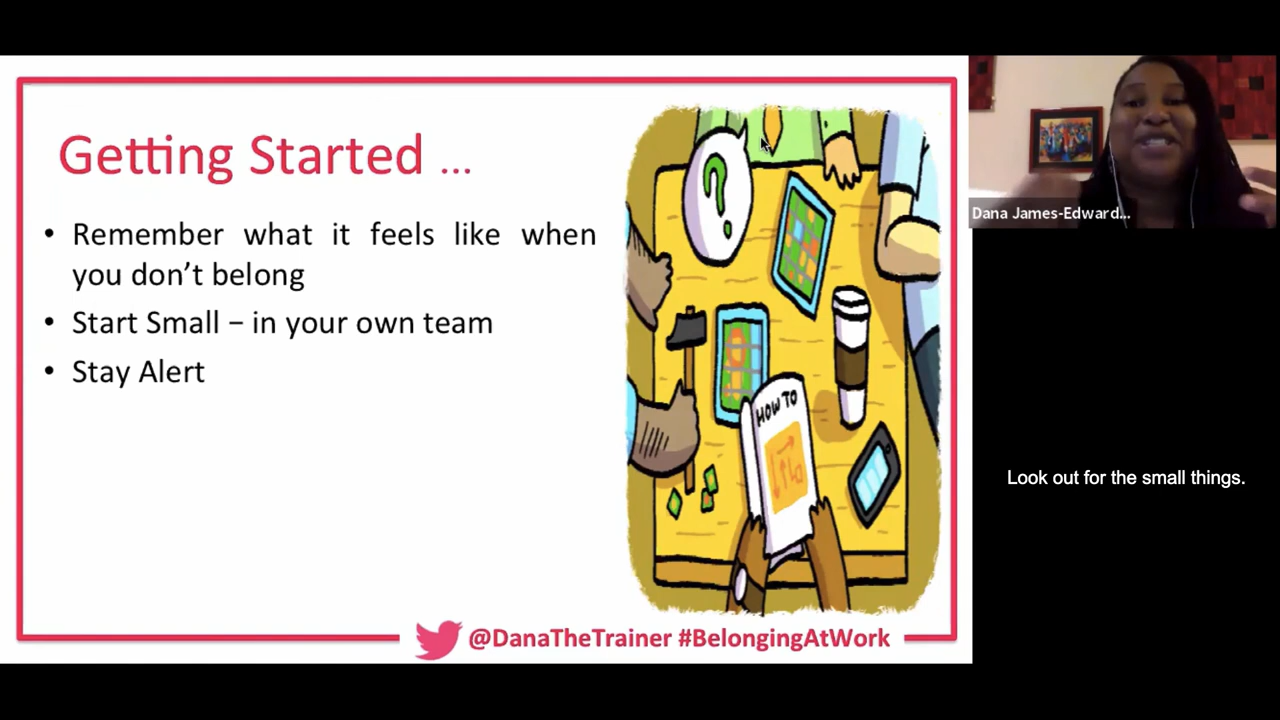 Getting Started ...
• Remember what it feels like when
you don't belong
• Start Small – in your own team
• Stay Alert
?
HOW TO
@DanaTheTrainer #BelongingAtWork
Dana James-Edward...
Look out for the small things.